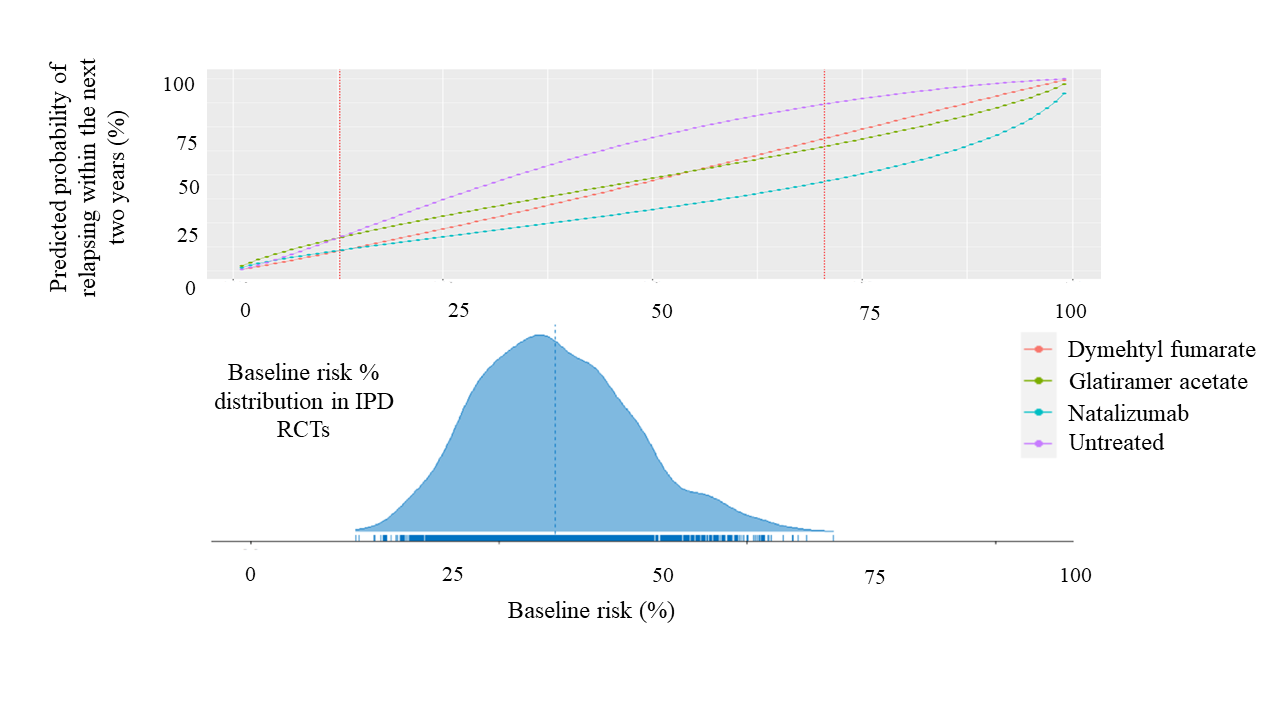 Predicted probability of
relapsing within the next
two years (%)
100
75
50
25
0
0 25 50 75 100
Baseline risk %
distribution in IPD
RCTs
Dymehtyl fumarate
Glatiramer acetate
Natalizumab
Untreated
0 25 50 75 100
Baseline risk (%)